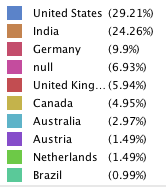 United States (29.21%)
India (24.26%)
Germany (9.9%)
null (6.93%)
United King... (5.94%)
Canada (4.95%)
Australia (2.97%)
Austria (1.49%)
Netherlands (1.49%)
Brazil (0.99%)